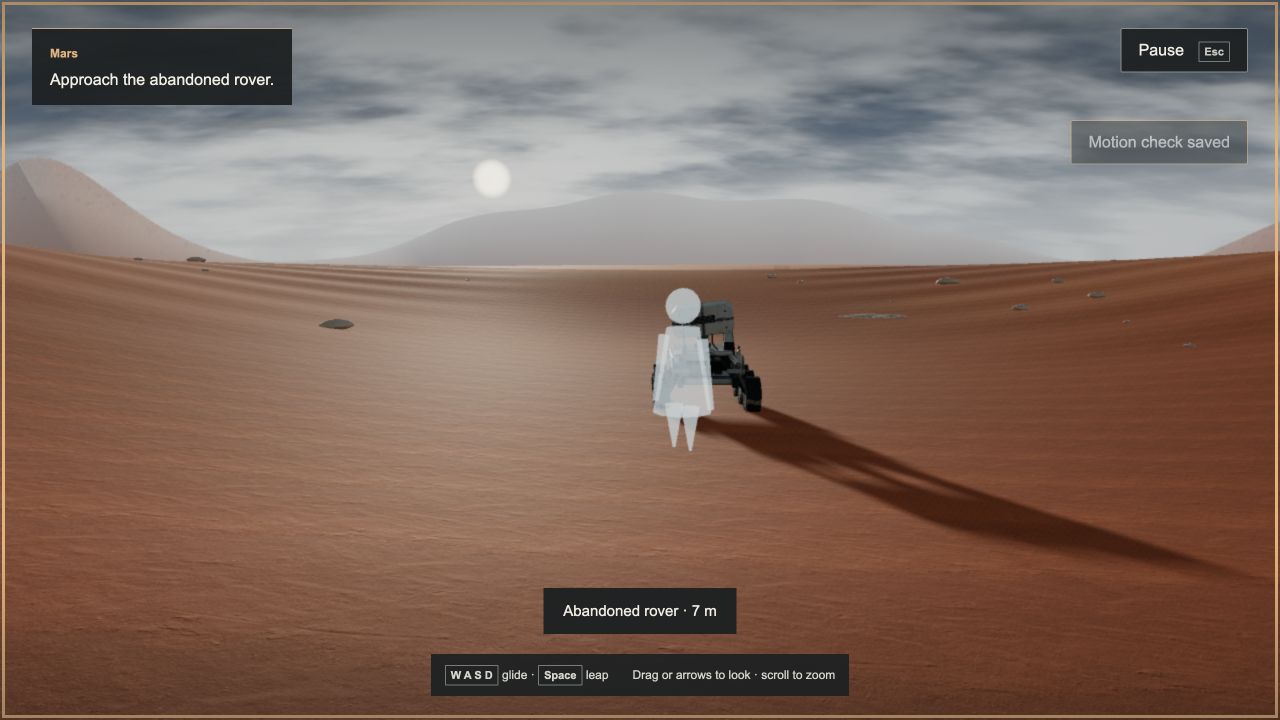 Mars
Approach the abandoned rover.
Pause Esc
Motion check saved
Abandoned rover · 7 m
W A S D glide · Space leap Drag or arrows to look · scroll to zoom